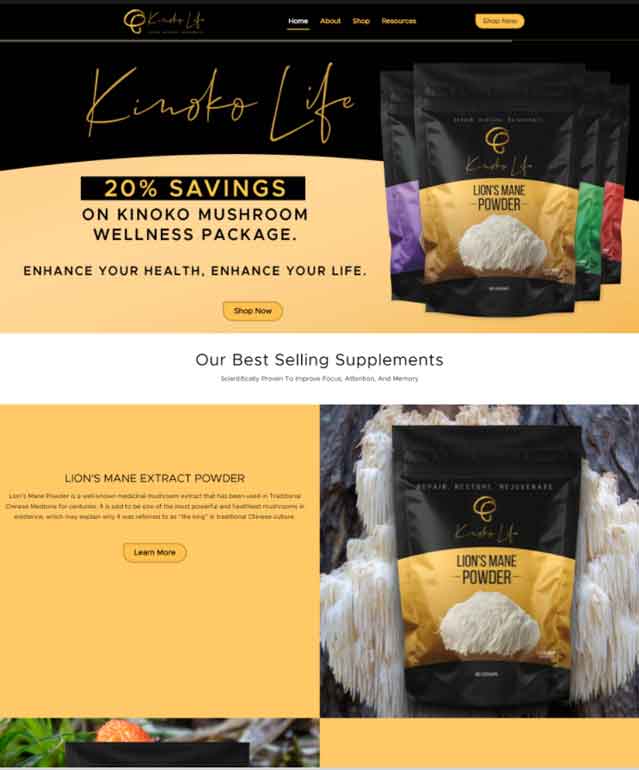 Kinoko Life
Home About Shop Resources
Shop Now
Kinoko Life
REPAIR. RESTORE. REJUVENATE.
Kinoko Life
LION'S MANE
POWDER
20% SAVINGS
ON KINOKO MUSHROOM
WELLNESS PACKAGE.
ENHANCE YOUR HEALTH, ENHANCE YOUR LIFE.
Shop Now
Our Best Selling Supplements
Scientifically Proven To Improve Focus, Attention, And Memory
LION'S MANE EXTRACT POWDER
Lion's Mane Powder is a well-known medicinal mushroom extract that has been used in Traditional
Chinese Medicine for centuries. It is said to be one of the most powerful and healthiest mushrooms in
existence, which may explain why it was referred to as "the king" in traditional Chinese culture.
Learn More
REPAIR. RESTORE. REJUVENATE.
Kinoko Life
LION'S MANE
POWDER